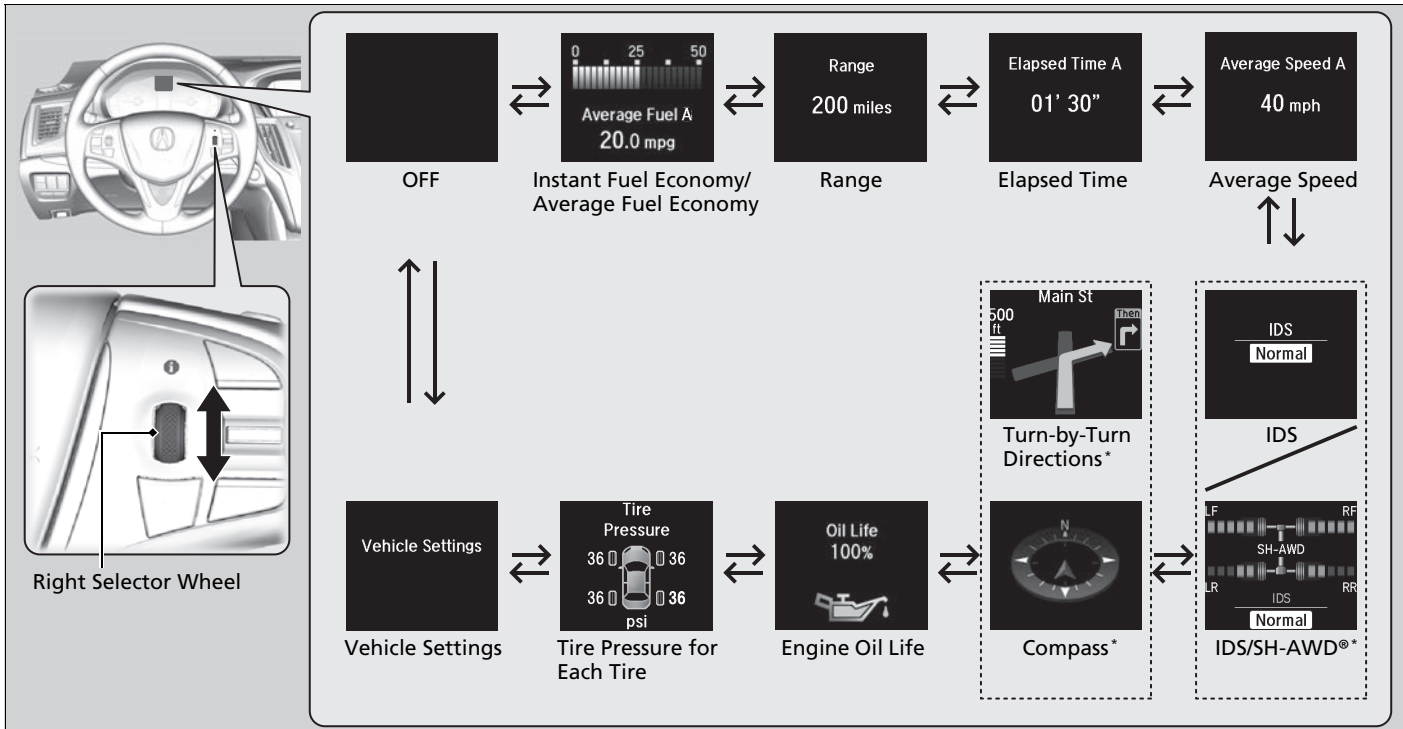 0 25 50
Average Fuel A
20.0 mpg
Range
200 miles
Elapsed Time A
01' 30"
Average Speed A
40 mph
OFF
Instant Fuel Economy/
Average Fuel Economy
Range
Elapsed Time
Average Speed
Main St
500
ft
Then
IDS
Normal
Turn-by-Turn
Directions*
IDS
Right Selector Wheel
Vehicle Settings
Tire
Pressure
36 36
36 36
psi
Oil Life
100%
N
LF RF
SH-AWD
LR RR
IDS
Normal
Vehicle Settings
Tire Pressure for
Each Tire
Engine Oil Life
Compass*
IDS/SH-AWD®*